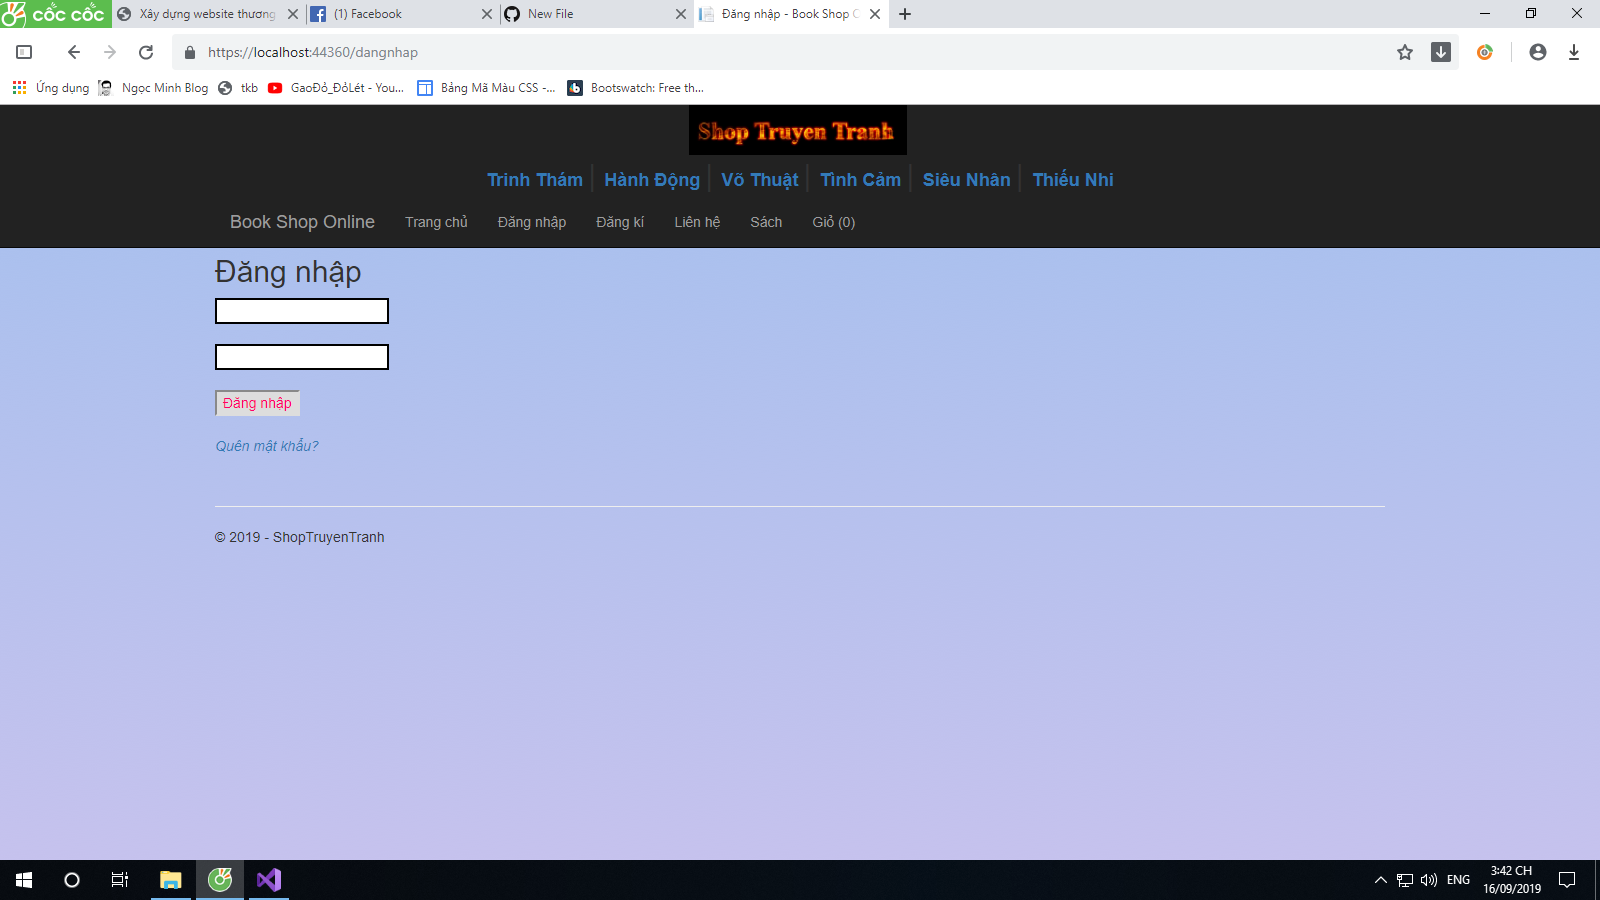 cốc cốc
Xây dựng website thương
(1) Facebook
New File
Đăng nhập - Book Shop O
https://localhost:44360/dangnhap
Ứng dụng
Ngọc Minh Blog
tkb
GaoĐỏ_ĐỏLét - You...
Bảng Mã Màu CSS -...
Bootswatch: Free th...
Shop Truyen Tranh
Trinh Thám Hành Động Võ Thuật Tình Cảm Siêu Nhân Thiếu Nhi
Book Shop Online Trang chủ Đăng nhập Đăng kí Liên hệ Sách Giỏ (0)
Đăng nhập
Đăng nhập
Quên mật khẩu?
© 2019 - ShopTruyenTranh
ENG
3:42 CH
16/09/2019